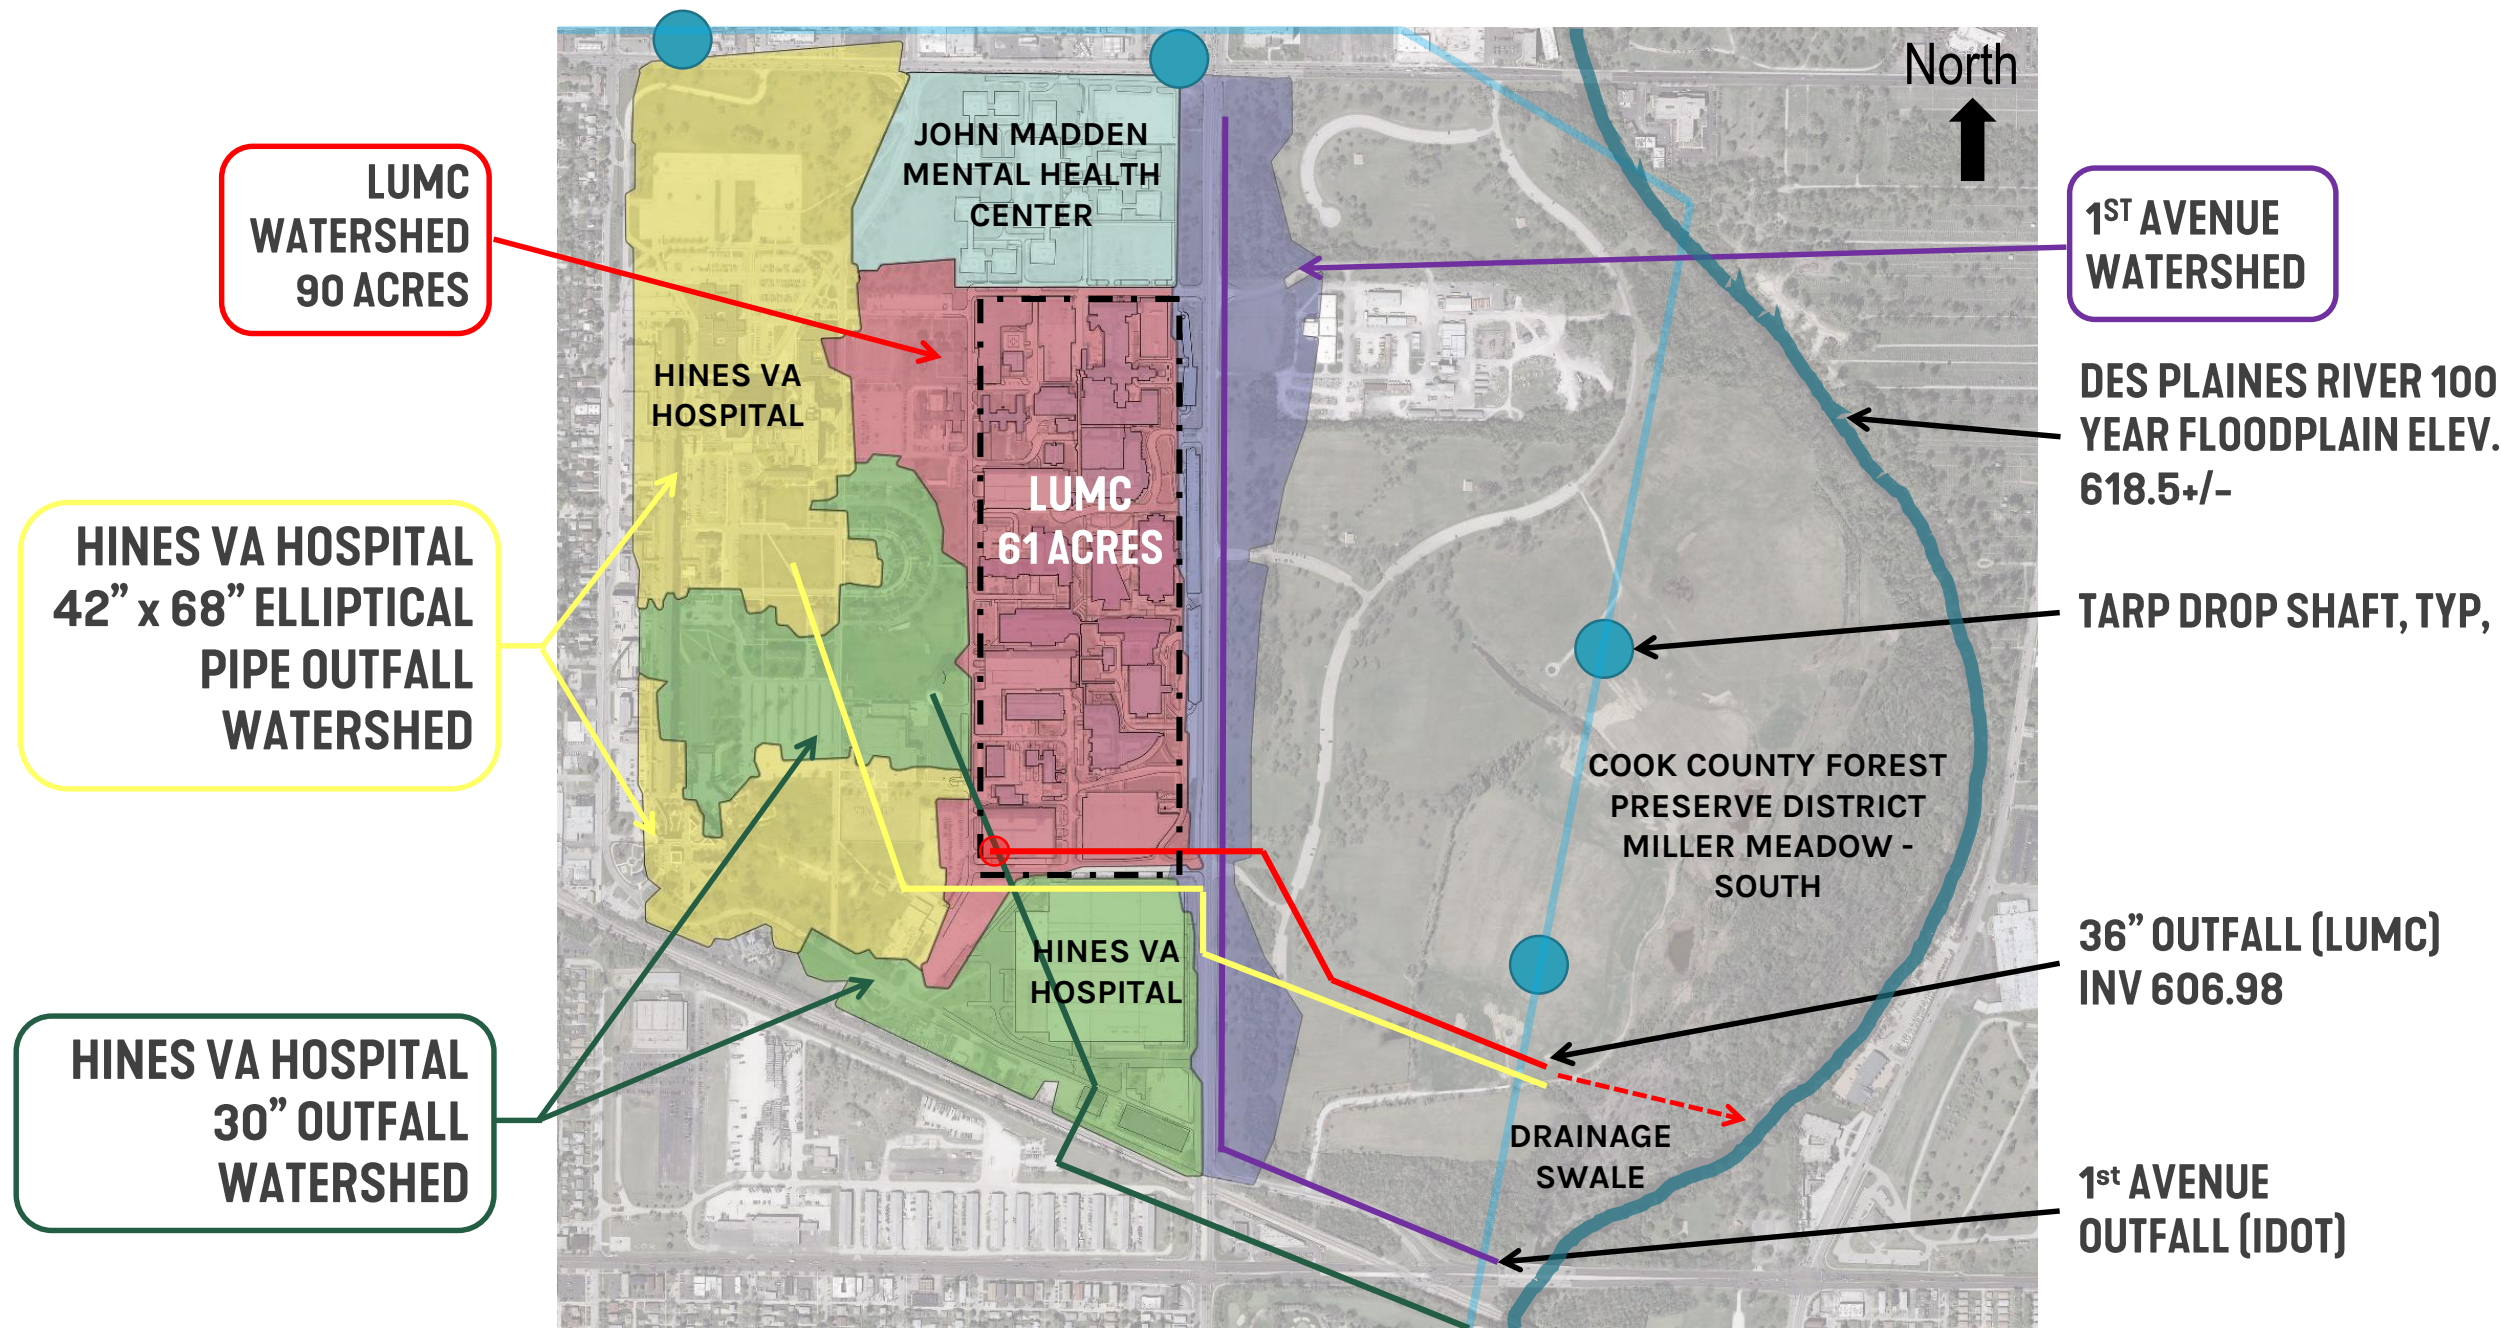 North
JOHN MADDEN
MENTAL HEALTH
CENTER
LUMC
WATERSHED
90 ACRES
1ST AVENUE
WATERSHED
HINES VA
HOSPITAL
DES PLAINES RIVER 100
YEAR FLOODPLAIN ELEV.
618.5+/-
LUMC
61 ACRES
HINES VA HOSPITAL
42” x 68” ELLIPTICAL
PIPE OUTFALL
WATERSHED
TARP DROP SHAFT, TYP,
COOK COUNTY FOREST
PRESERVE DISTRICT
MILLER MEADOW -
SOUTH
HINES VA
HOSPITAL
36” OUTFALL (LUMC)
INV 606.98
HINES VA HOSPITAL
30” OUTFALL
WATERSHED
DRAINAGE
SWALE
1st AVENUE
OUTFALL (IDOT)